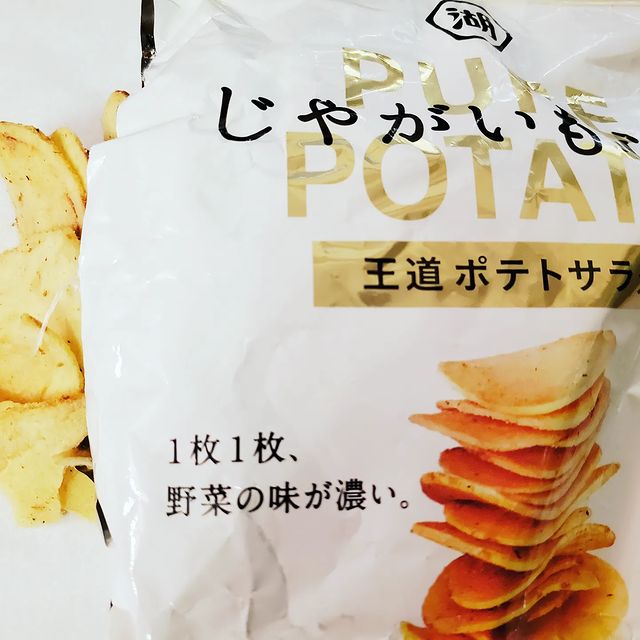 湖
PURE
じゃがいも
POTAT
王道 ポテトサラ
1枚1枚、
野菜の味が濃い。